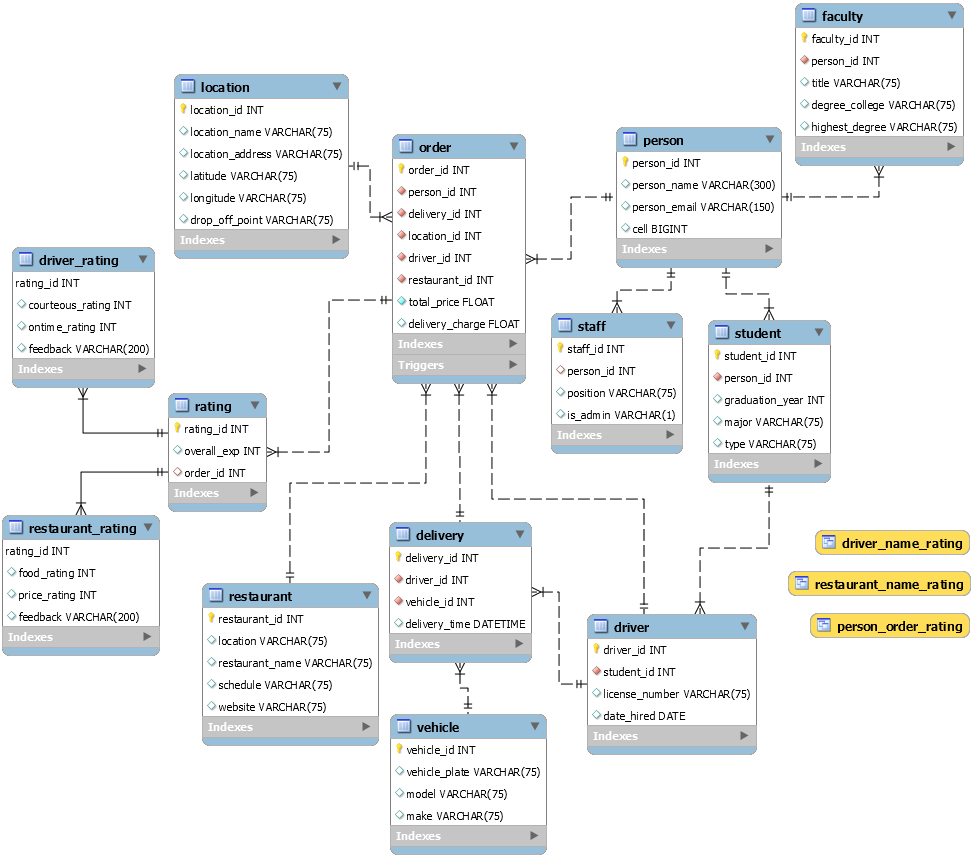 faculty
faculty_id INT
person_id INT
title VARCHAR(75)
degree_college VARCHAR(75)
highest_degree VARCHAR(75)
Indexes
location
location_id INT
location_name VARCHAR(75)
location_address VARCHAR(75)
latitude VARCHAR(75)
longitude VARCHAR(75)
drop_off_point VARCHAR(75)
Indexes
order
order_id INT
person_id INT
delivery_id INT
location_id INT
driver_id INT
restaurant_id INT
total_price FLOAT
delivery_charge FLOAT
Indexes
Triggers
person
person_id INT
person_name VARCHAR(300)
person_email VARCHAR(150)
cell BIGINT
Indexes
driver_rating
rating_id INT
courteous_rating INT
ontime_rating INT
feedback VARCHAR(200)
Indexes
staff
staff_id INT
person_id INT
position VARCHAR(75)
is_admin VARCHAR(1)
Indexes
student
student_id INT
person_id INT
graduation_year INT
major VARCHAR(75)
type VARCHAR(75)
Indexes
rating
rating_id INT
overall_exp INT
order_id INT
Indexes
restaurant_rating
rating_id INT
food_rating INT
price_rating INT
feedback VARCHAR(200)
Indexes
delivery
delivery_id INT
driver_id INT
vehicle_id INT
delivery_time DATETIME
Indexes
driver_name_rating
restaurant_name_rating
person_order_rating
restaurant
restaurant_id INT
location VARCHAR(75)
restaurant_name VARCHAR(75)
schedule VARCHAR(75)
website VARCHAR(75)
Indexes
driver
driver_id INT
student_id INT
license_number VARCHAR(75)
date_hired DATE
Indexes
vehicle
vehicle_id INT
vehicle_plate VARCHAR(75)
model VARCHAR(75)
make VARCHAR(75)
Indexes